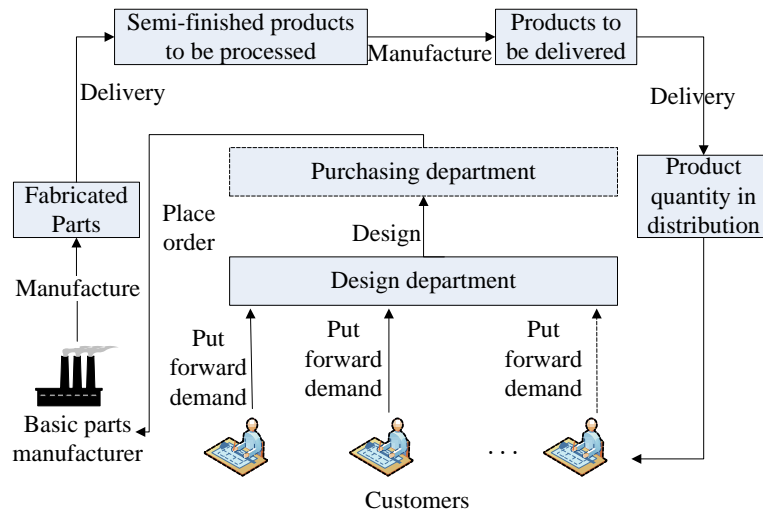 Semi-finished products
to be processed
Manufacture
Products to
be delivered
Delivery
Delivery
Purchasing department
Product
quantity in
distribution
Fabricated
Parts
Place
order
Design
Design department
Manufacture
Put
forward
demand
Put
forward
demand
Put
forward
demand
Basic parts
manufacturer
...
Customers